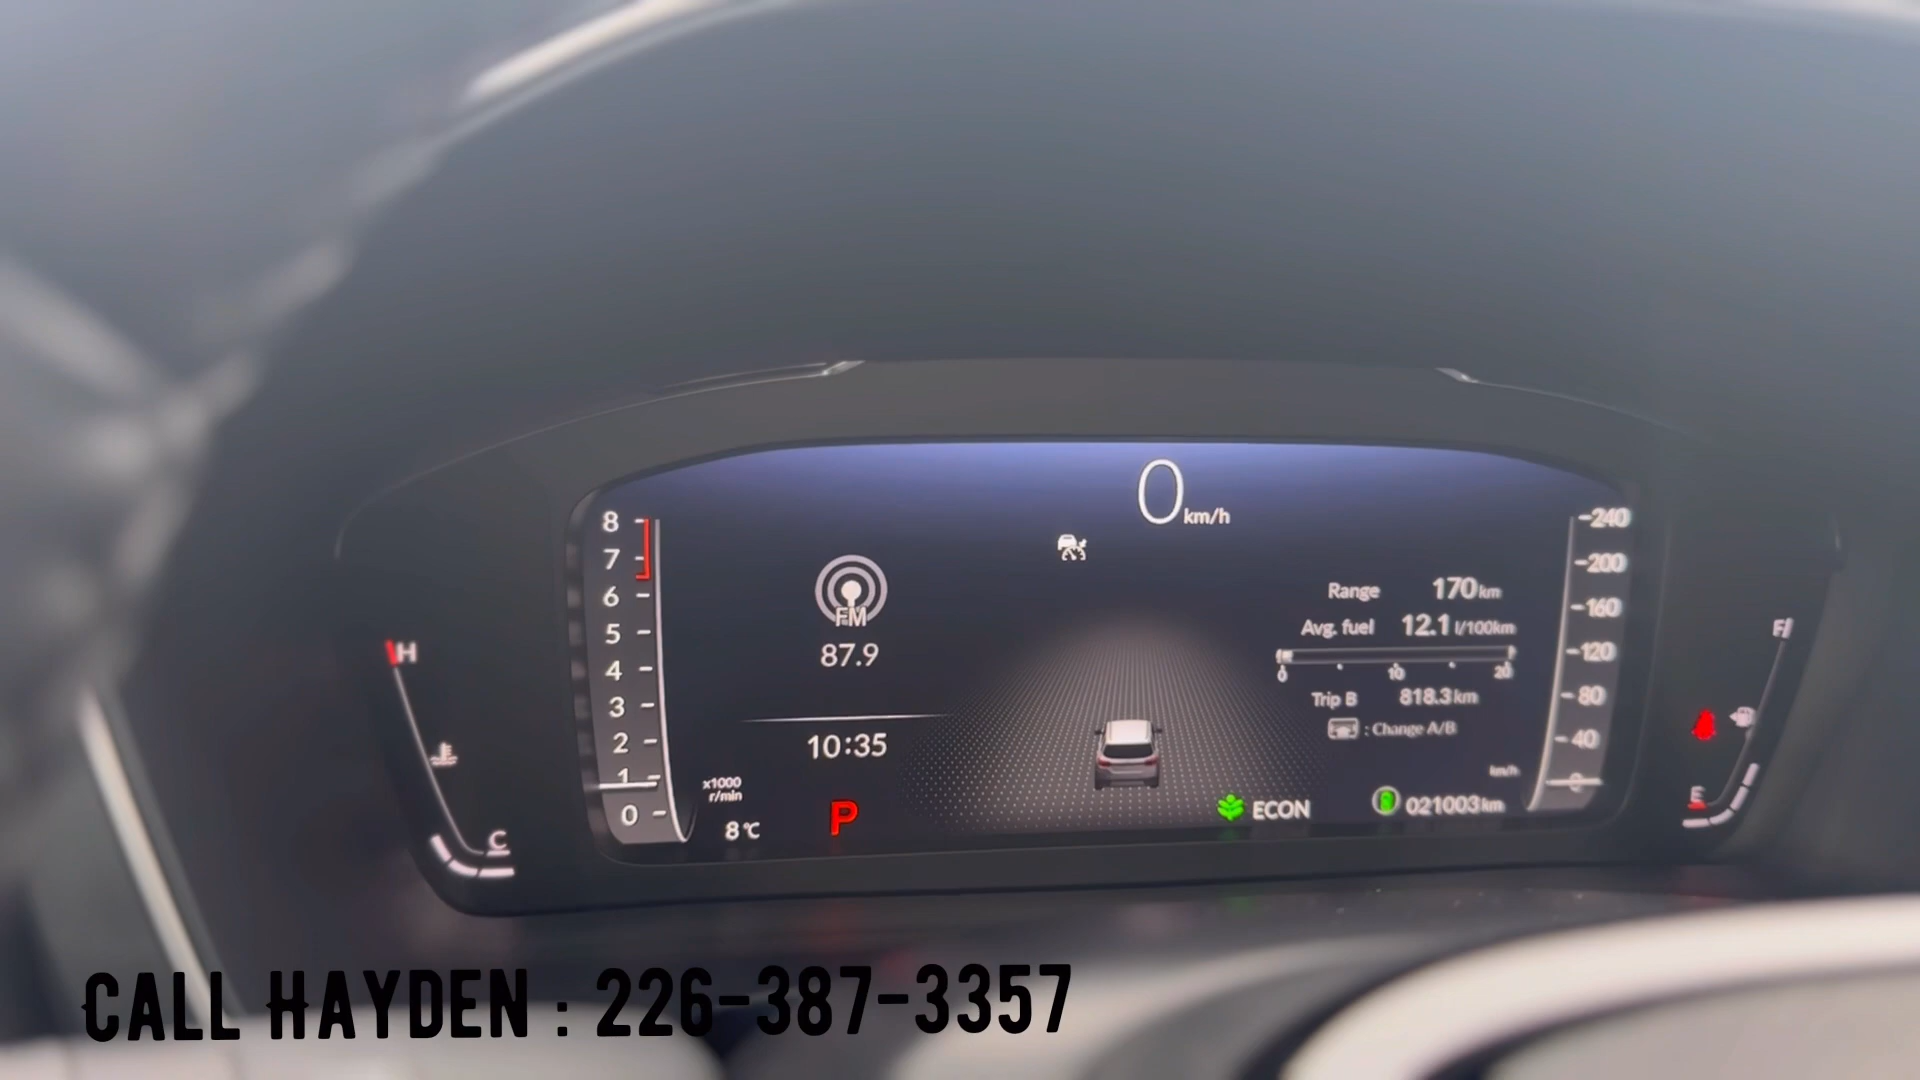 0 km/h
8
7
6
5
4
3
2
1
0
x1000
r/min
FM
87.9
10:35
8°C
P
Range 170 km
Avg. fuel 12.1 l/100km
0 10 20
Trip B 818.3 km
: Change A/B
km/h
ECON
021003 km
240
200
160
120
80
40
0
H
C
F
E
CALL HAYDEN : 226-387-3357